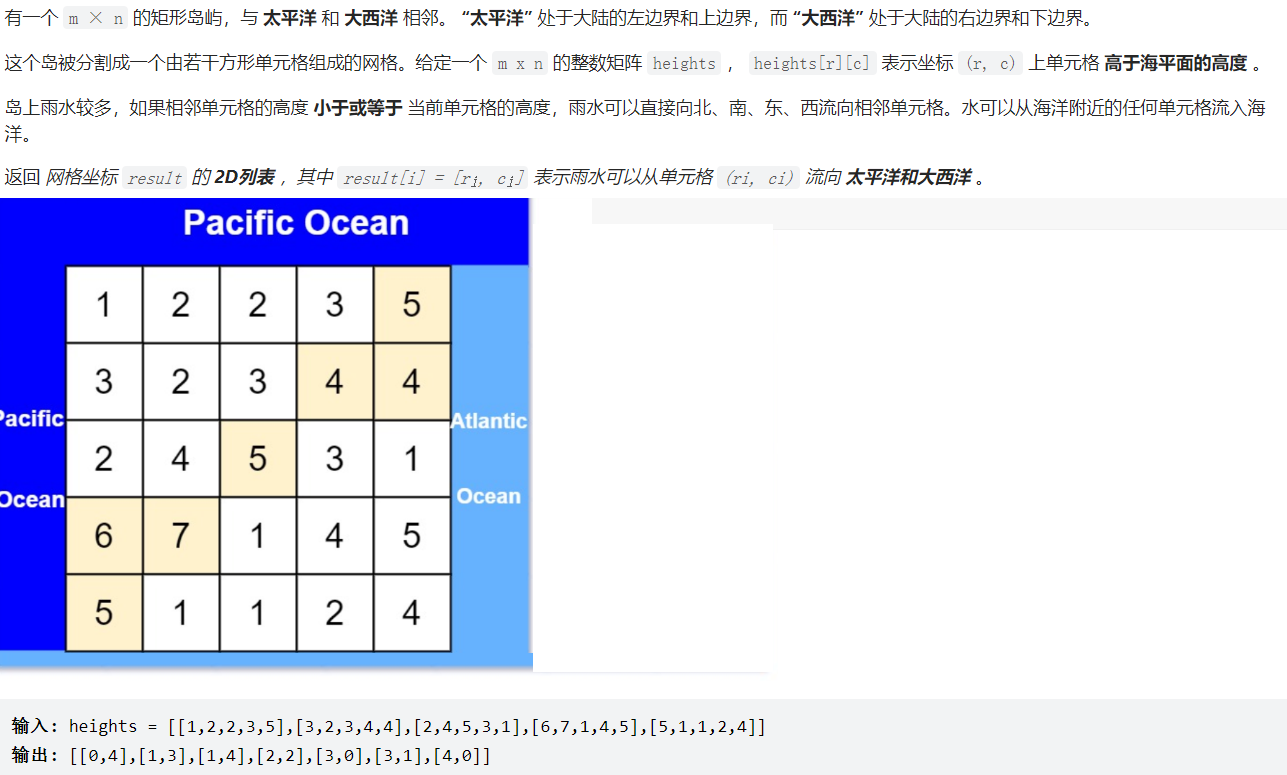 有一个 m × n 的矩形岛屿，与 太平洋 和 大西洋 相邻。 “太平洋” 处于大陆的左边界和上边界，而 “大西洋” 处于大陆的右边界和下边界。
这个岛被分割成一个由若干方形单元格组成的网格。给定一个 m x n 的整数矩阵 heights ， heights[r][c] 表示坐标 (r, c) 上单元格 高于海平面的高度 。
岛上雨水较多，如果相邻单元格的高度 小于或等于 当前单元格的高度，雨水可以直接向北、南、东、西流向相邻单元格。水可以从海洋附近的任何单元格流入海
洋。
返回 网格坐标 result 的 2D列表 ，其中 result[i] = [ri, ci] 表示雨水可以从单元格 (ri, ci) 流向 太平洋和大西洋 。
Pacific Ocean
1 2 2 3 5
3 2 3 4 4
Pacific
Atlantic
2 4 5 3 1
Ocean
Ocean
6 7 1 4 5
5 1 1 2 4
输入: heights = [[1,2,2,3,5],[3,2,3,4,4],[2,4,5,3,1],[6,7,1,4,5],[5,1,1,2,4]]
输出: [[0,4],[1,3],[1,4],[2,2],[3,0],[3,1],[4,0]]